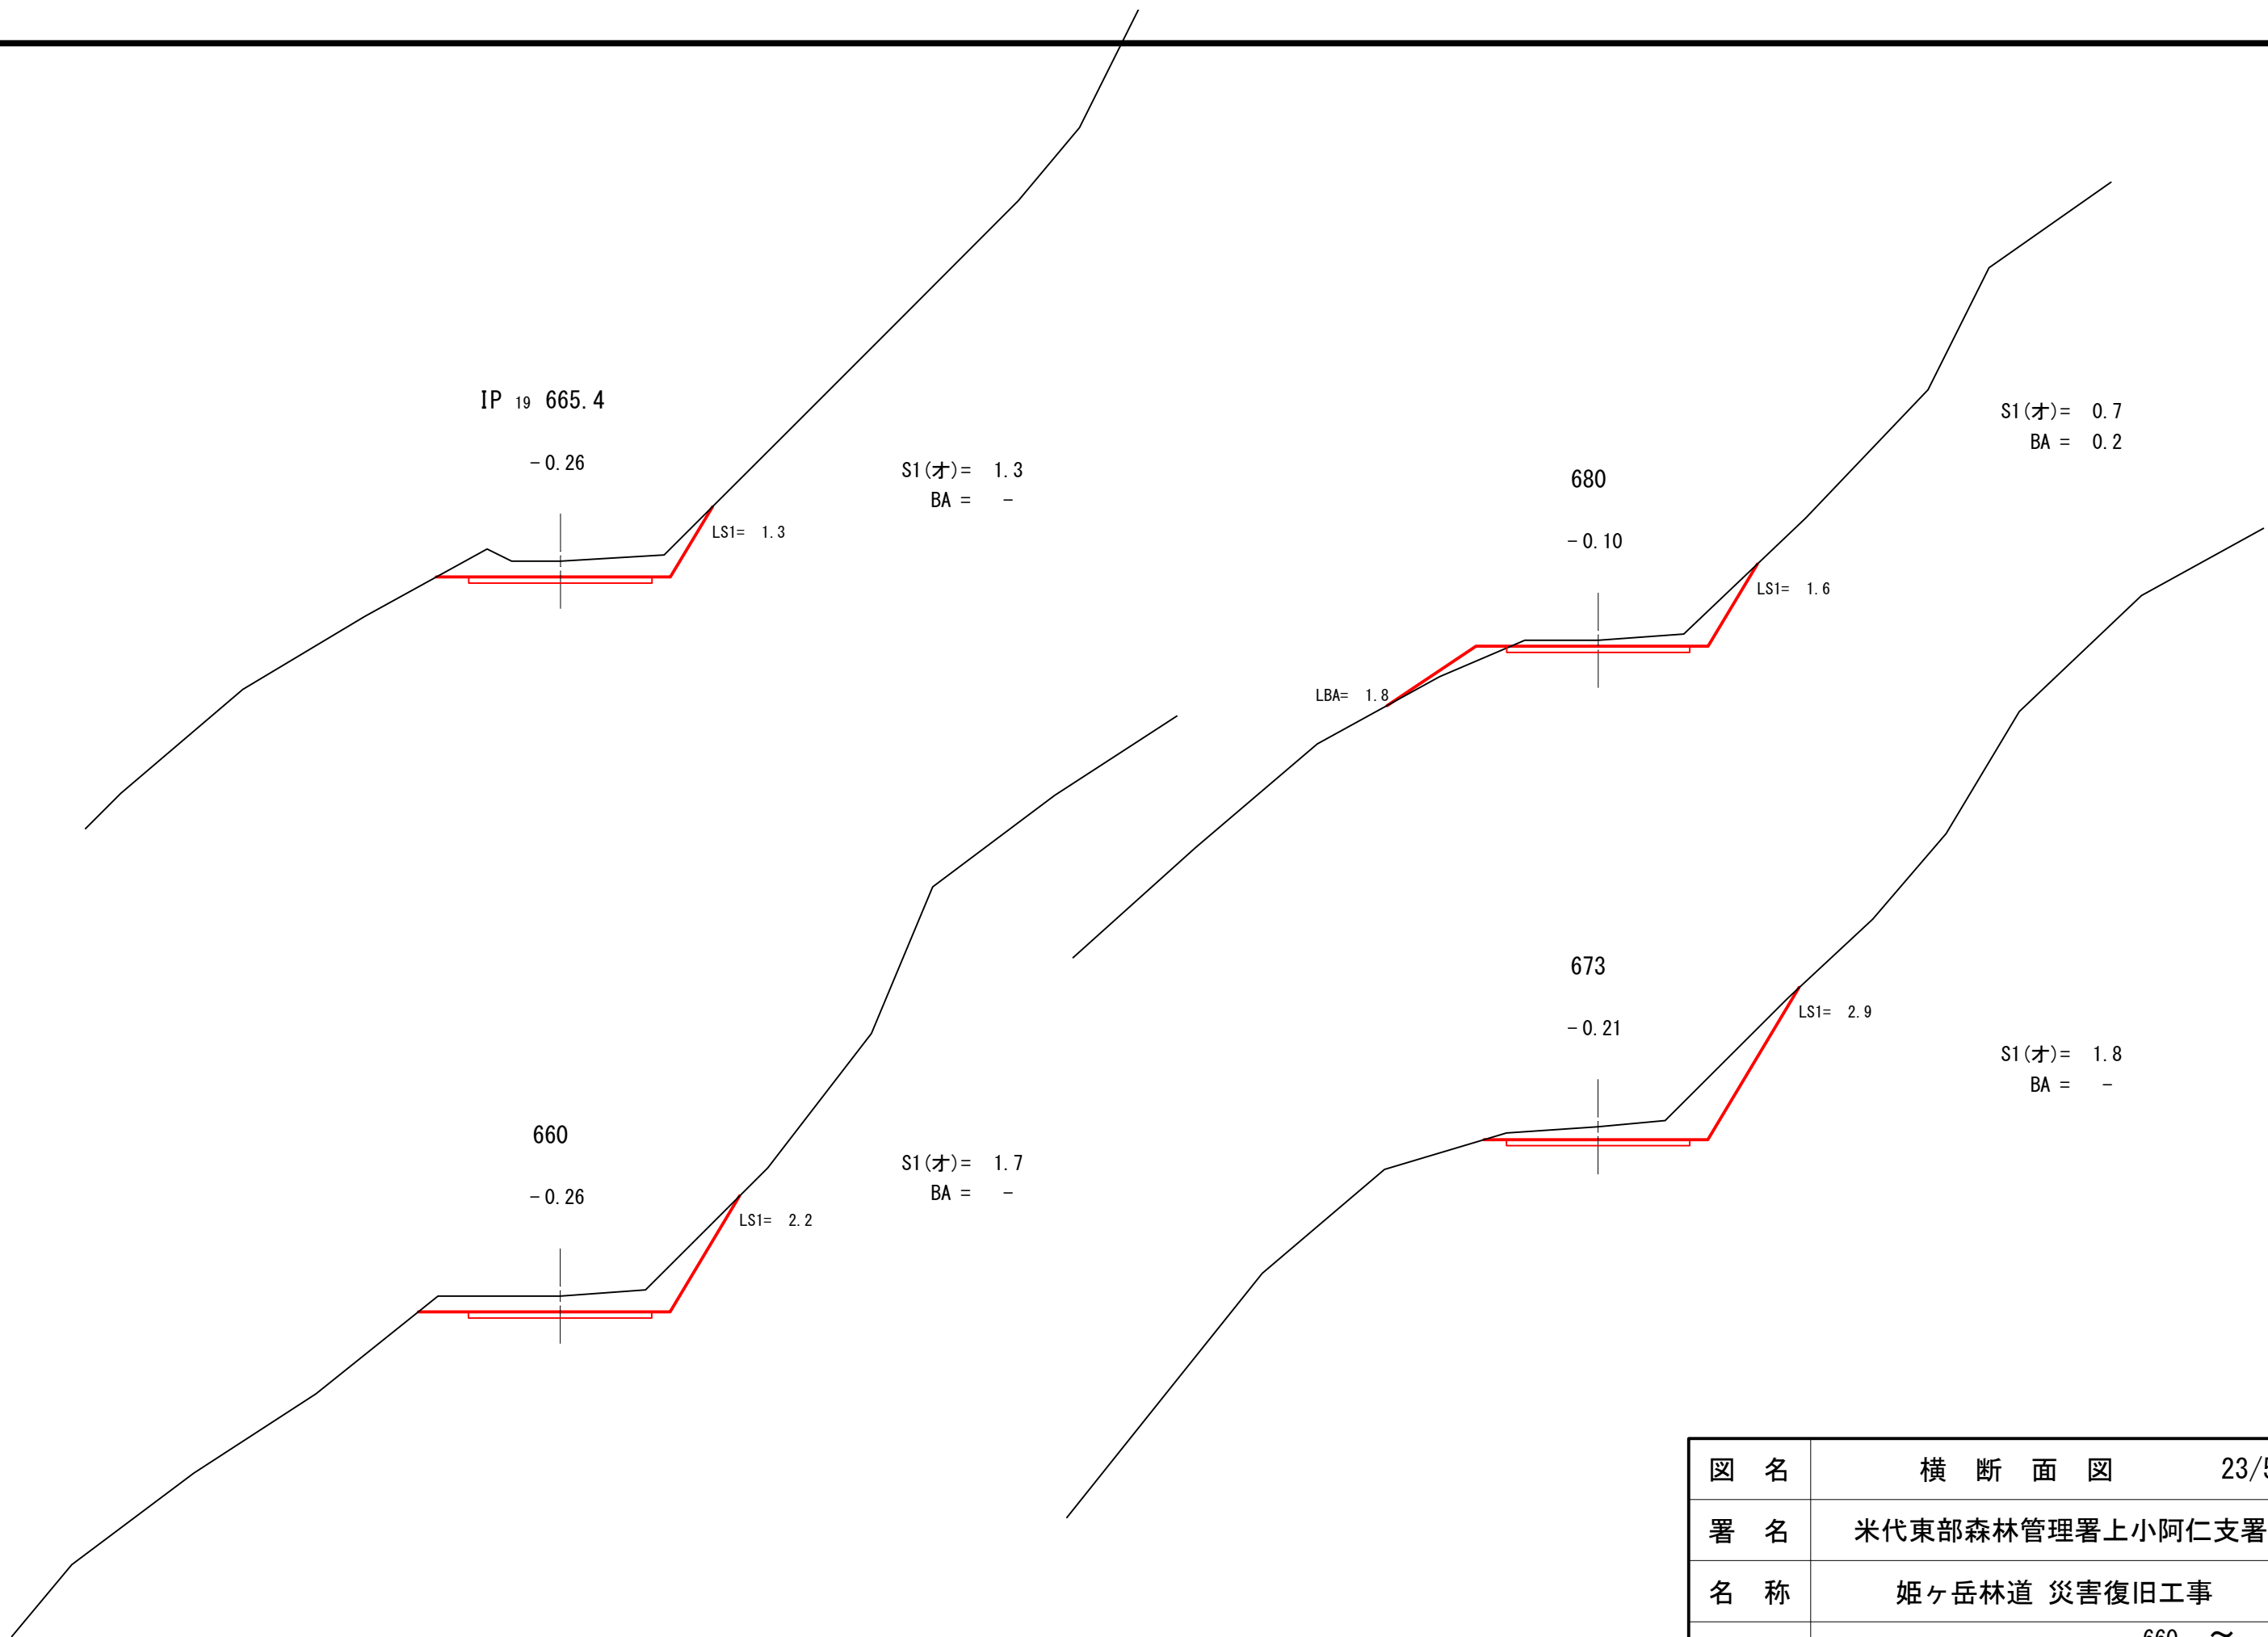 IP 19 665.4
-0.26
S1(オ)= 1.3
BA = -
LS1= 1.3
680
-0.10
S1(オ)= 0.7
BA = 0.2
LS1= 1.6
LBA= 1.8
660
-0.26
S1(オ)= 1.7
BA = -
LS1= 2.2
673
-0.21
S1(オ)= 1.8
BA = -
LS1= 2.9
図 名 横 断 面 図 23/5
署 名 米代東部森林管理署上小阿仁支署
名 称 姫ヶ岳林道 災害復旧工事
660 ～